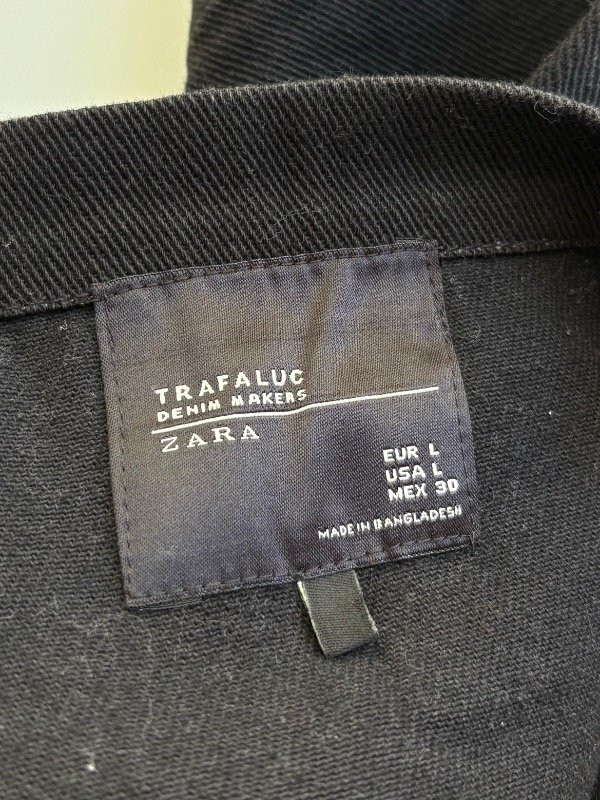 TRAFALUC
DENIM MAKERS
ZARA
EUR L
USA L
MEX 30
MADE IN BANGLADESH